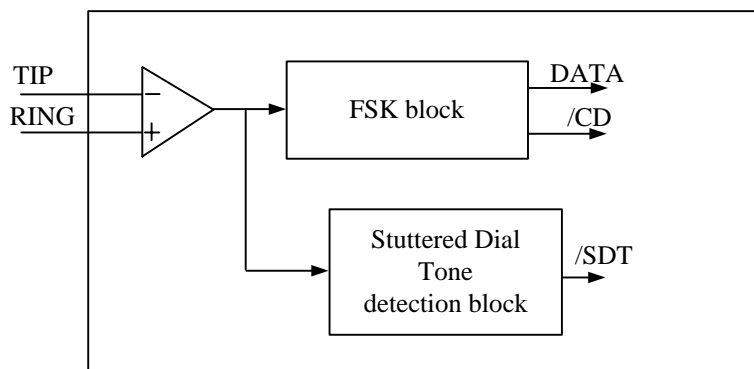 TIP
RING
−
+
FSK block
DATA
/CD
Stuttered Dial
Tone
detection block
/SDT